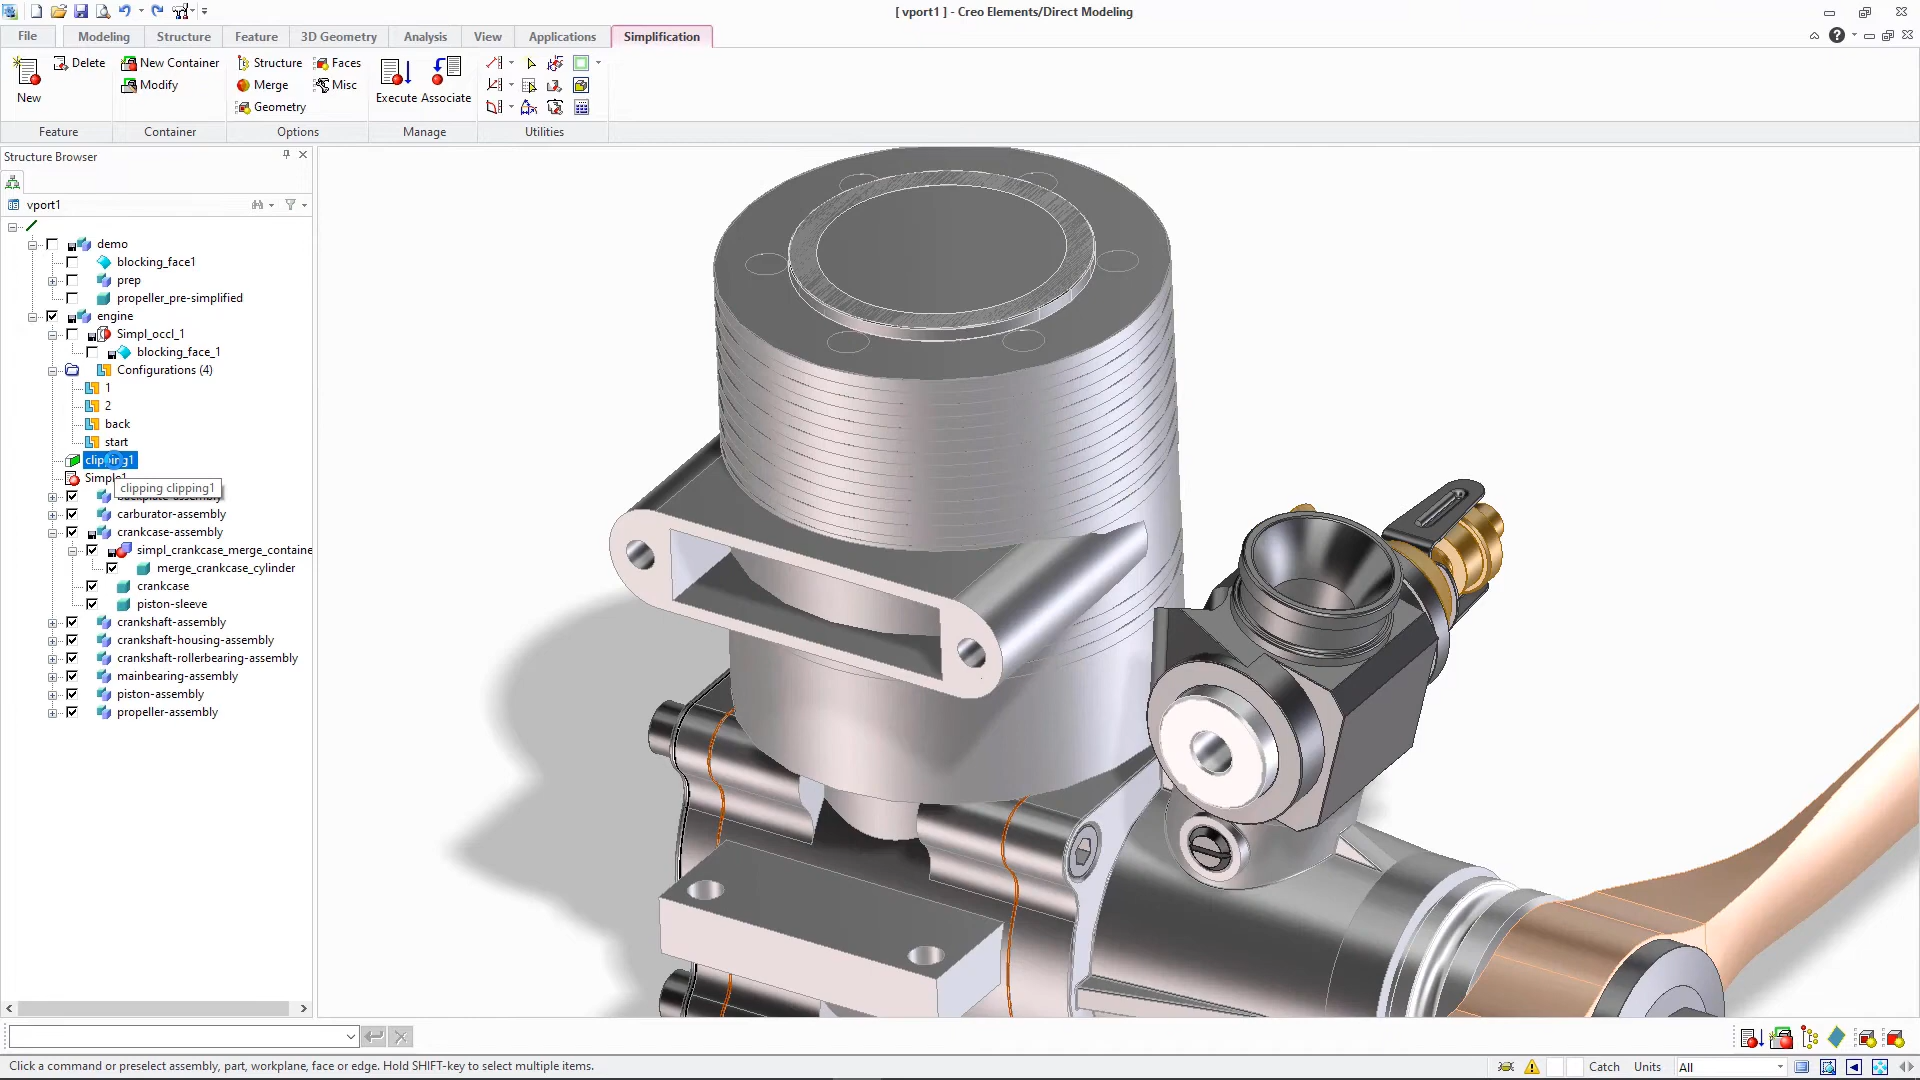 [ vport1 ] - Creo Elements/Direct Modeling
File
Modeling
Structure
Feature
3D Geometry
Analysis
View
Applications
Simplification
New
Delete
Feature
New Container
Modify
Container
Structure
Merge
Geometry
Faces
Misc
Options
Execute
Associate
Manage
Utilities
Structure Browser
vport1
demo
blocking_face1
prep
propeller_pre-simplified
engine
Simpl_occl_1
blocking_face_1
Configurations (4)
1
2
back
start
clipping1
clipping clipping1
carburator-assembly
crankcase-assembly
simpl_crankcase_merge_containe
merge_crankcase_cylinder
crankcase
piston-sleeve
crankshaft-assembly
crankshaft-housing-assembly
crankshaft-rollerbearing-assembly
mainbearing-assembly
piston-assembly
propeller-assembly
Click a command or preselect assembly, part, workplane, face or edge. Hold SHIFT-key to select multiple items.
Catch
Units
All